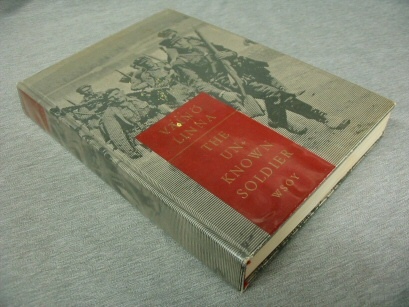 VÄINÖ
LINNA
THE
UN-
KNOWN
SOLDIER
WSOY